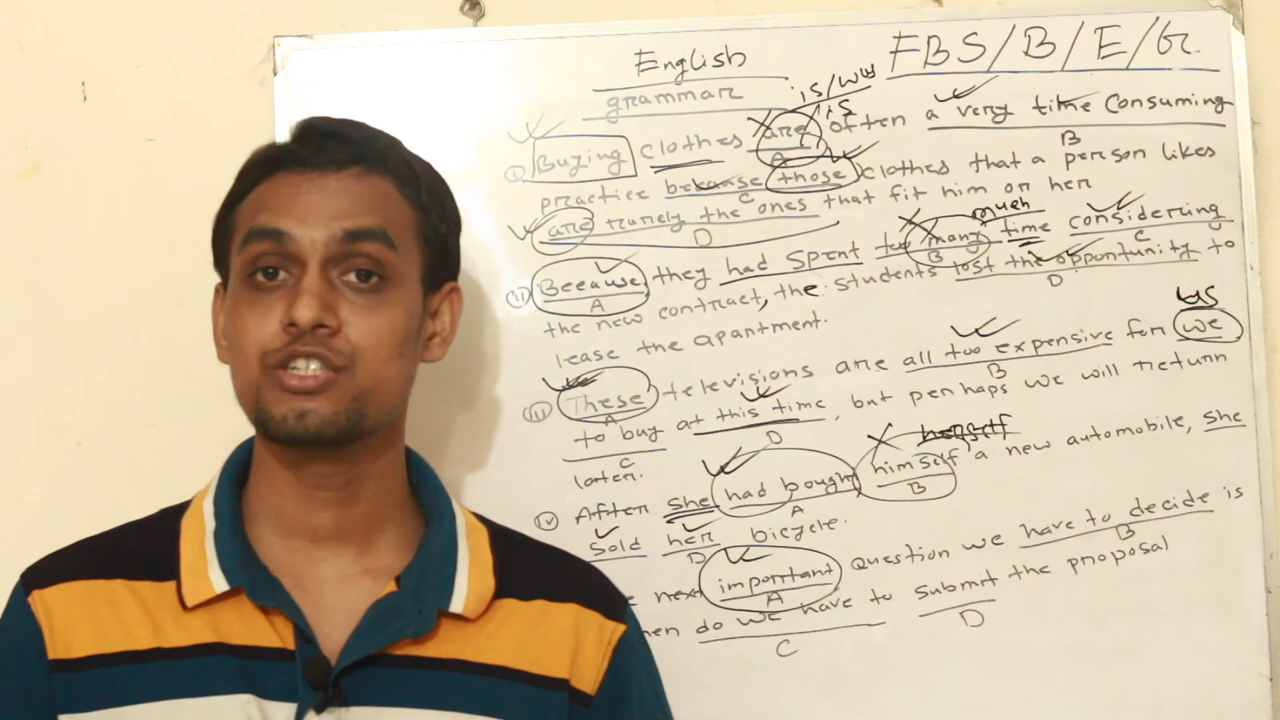 English
grammar
FBS/B/E/G.
is/was
is
(i) Buying clothes are often a very time consuming
A
B
practice because those clothes that a person likes
C
are rarely the ones that fit him or her
D
much
(ii) Because they had spent too many time considering
A
B
C
the new contract, the students lost the opportunity to
D
lease the apartment.
us
(iii) These televisions are all too expensive for we
A
B
to buy at this time, but perhaps we will return
C
D
later.
herself
(iv) After she had bought himself a new automobile, she
A
B
sold her bicycle.
D
next important question we have to decide is
A
B
do we have to submit the proposal
C
D